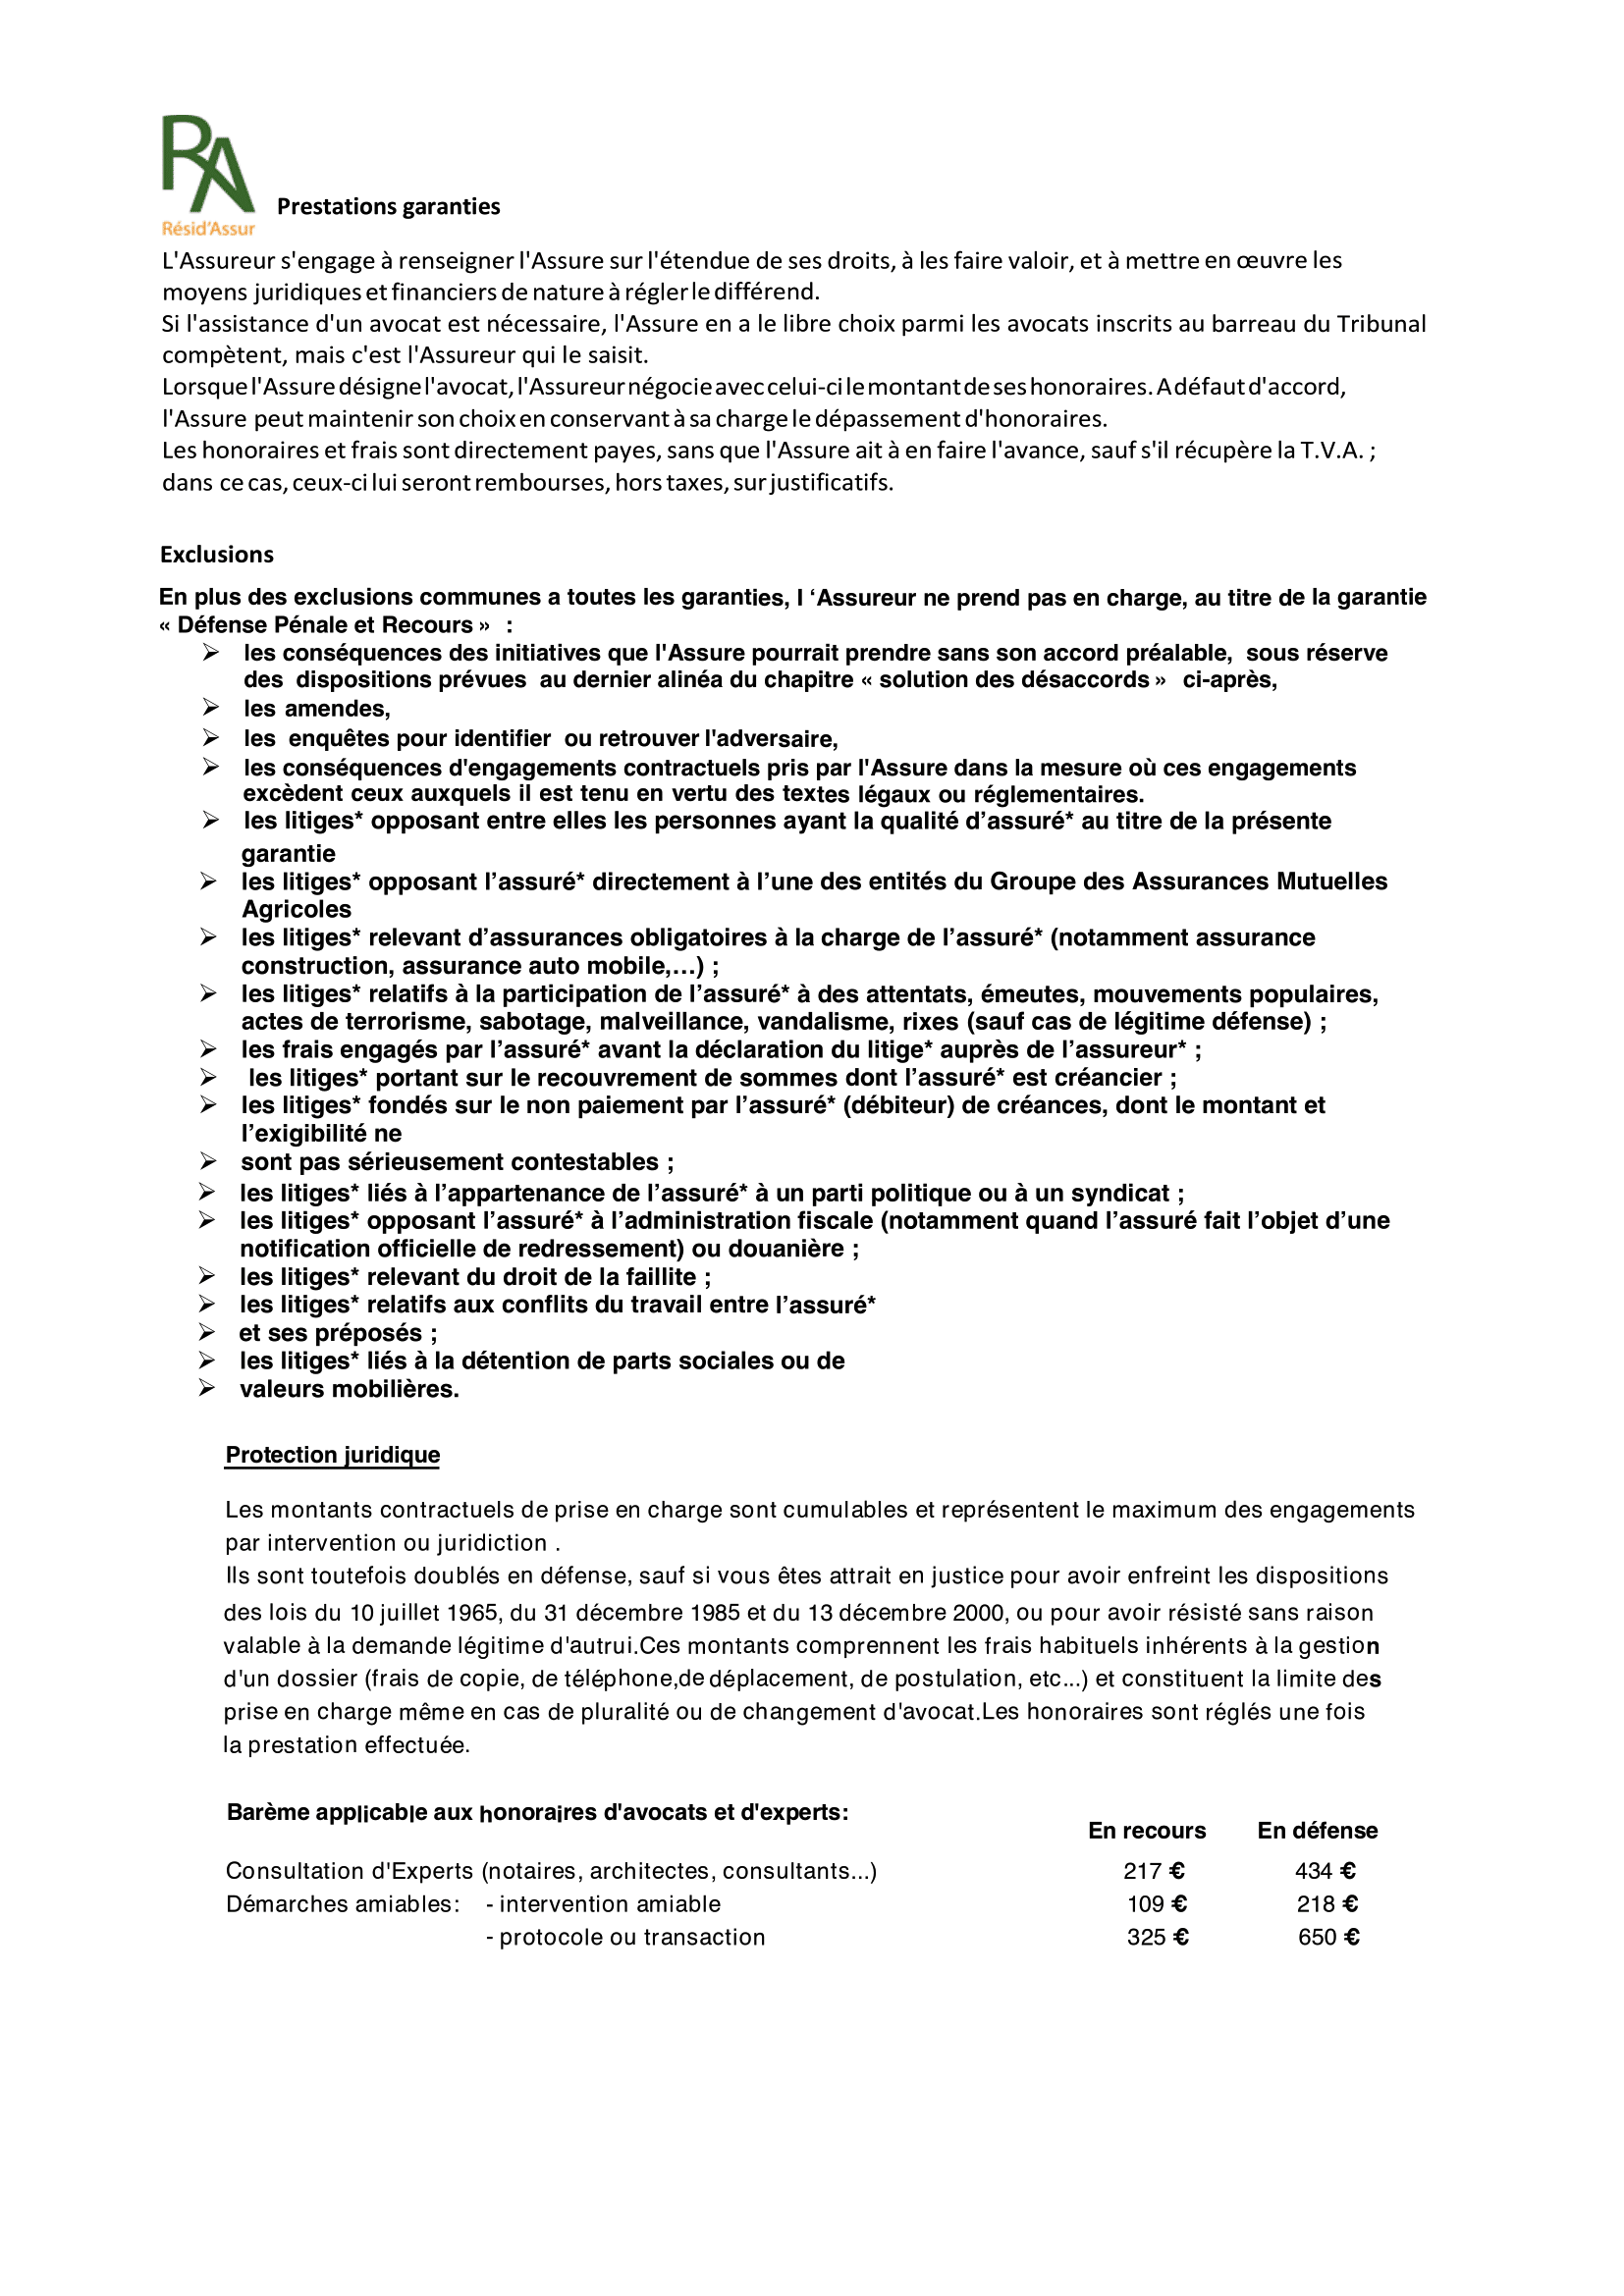 RA
Résid'Assur
Prestations garanties
L'Assureur s'engage à renseigner l'Assure sur l'étendue de ses droits, à les faire valoir, et à mettre en œuvre les
moyens juridiques et financiers de nature à régler le différend.
Si l'assistance d'un avocat est nécessaire, l'Assure en a le libre choix parmi les avocats inscrits au barreau du Tribunal
compètent, mais c'est l'Assureur qui le saisit.
Lorsque l'Assure désigne l'avocat, l'Assureur négocie avec celui-ci le montant de ses honoraires. A défaut d'accord,
l'Assure peut maintenir son choix en conservant à sa charge le dépassement d'honoraires.
Les honoraires et frais sont directement payes, sans que l'Assure ait à en faire l'avance, sauf s'il récupère la T.V.A. ;
dans ce cas, ceux-ci lui seront rembourses, hors taxes, sur justificatifs.
Exclusions
En plus des exclusions communes a toutes les garanties, l ‘Assureur ne prend pas en charge, au titre de la garantie
« Défense Pénale et Recours » :
➢ les conséquences des initiatives que l'Assure pourrait prendre sans son accord préalable, sous réserve
des dispositions prévues au dernier alinéa du chapitre « solution des désaccords » ci-après,
➢ les amendes,
➢ les enquêtes pour identifier ou retrouver l'adversaire,
➢ les conséquences d'engagements contractuels pris par l'Assure dans la mesure où ces engagements
excèdent ceux auxquels il est tenu en vertu des textes légaux ou réglementaires.
➢ les litiges* opposant entre elles les personnes ayant la qualité d’assuré* au titre de la présente
garantie
➢ les litiges* opposant l’assuré* directement à l’une des entités du Groupe des Assurances Mutuelles
Agricoles
➢ les litiges* relevant d’assurances obligatoires à la charge de l’assuré* (notamment assurance
construction, assurance auto mobile,…) ;
➢ les litiges* relatifs à la participation de l’assuré* à des attentats, émeutes, mouvements populaires,
actes de terrorisme, sabotage, malveillance, vandalisme, rixes (sauf cas de légitime défense) ;
➢ les frais engagés par l’assuré* avant la déclaration du litige* auprès de l’assureur* ;
➢ les litiges* portant sur le recouvrement de sommes dont l’assuré* est créancier ;
➢ les litiges* fondés sur le non paiement par l’assuré* (débiteur) de créances, dont le montant et
l’exigibilité ne
➢ sont pas sérieusement contestables ;
➢ les litiges* liés à l’appartenance de l’assuré* à un parti politique ou à un syndicat ;
➢ les litiges* opposant l’assuré* à l’administration fiscale (notamment quand l’assuré fait l’objet d’une
notification officielle de redressement) ou douanière ;
➢ les litiges* relevant du droit de la faillite ;
➢ les litiges* relatifs aux conflits du travail entre l’assuré*
➢ et ses préposés ;
➢ les litiges* liés à la détention de parts sociales ou de
➢ valeurs mobilières.
Protection juridique
Les montants contractuels de prise en charge sont cumulables et représentent le maximum des engagements
par intervention ou juridiction .
Ils sont toutefois doublés en défense, sauf si vous êtes attrait en justice pour avoir enfreint les dispositions
des lois du 10 juillet 1965, du 31 décembre 1985 et du 13 décembre 2000, ou pour avoir résisté sans raison
valable à la demande légitime d'autrui.Ces montants comprennent les frais habituels inhérents à la gestion
d'un dossier (frais de copie, de téléphone,de déplacement, de postulation, etc...) et constituent la limite des
prise en charge même en cas de pluralité ou de changement d'avocat.Les honoraires sont réglés une fois
la prestation effectuée.
Barème applicable aux honoraires d'avocats et d'experts:
En recours En défense
Consultation d'Experts (notaires, architectes, consultants...) 217 € 434 €
Démarches amiables: - intervention amiable 109 € 218 €
- protocole ou transaction 325 € 650 €